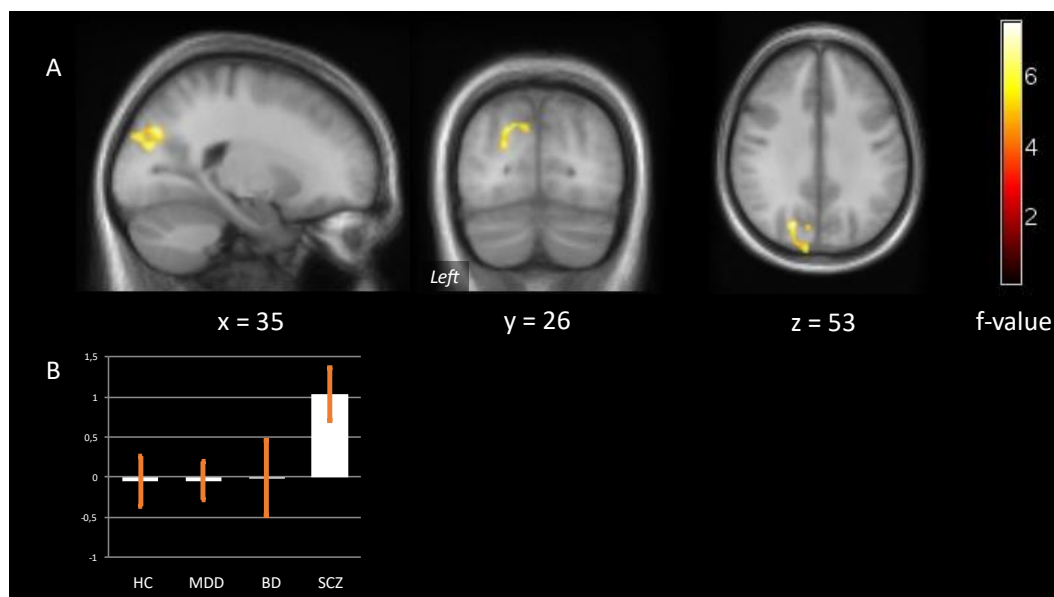 A
6
4
2
Left
x = 35
y = 26
z = 53
f-value
B
1,5
1
0,5
0
-0,5
-1
HC MDD BD SCZ